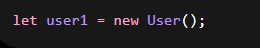 let user1 = new User();